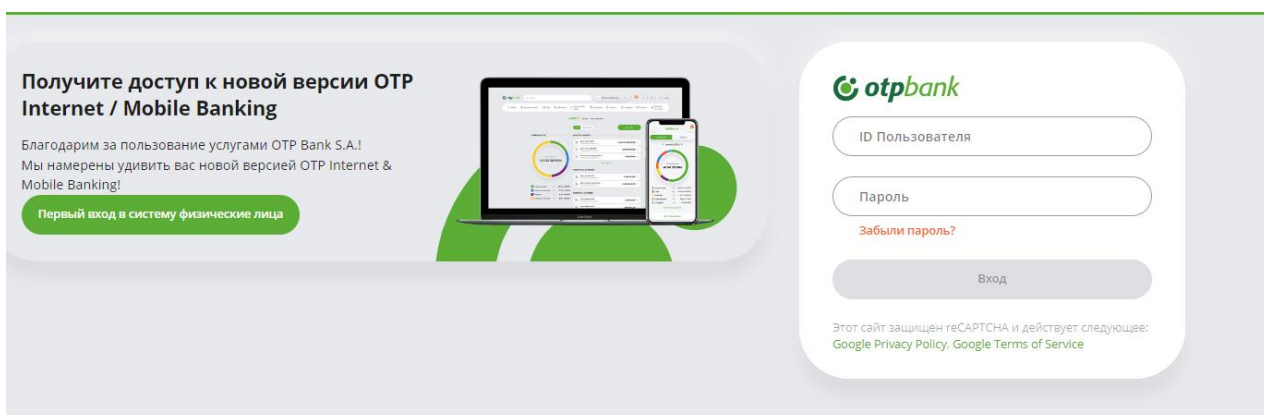 Получите доступ к новой версии OTP
Internet / Mobile Banking
Благодарим за пользование услугами OTP Bank S.A.!
Мы намерены удивить вас новой версией OTP Internet &
Mobile Banking!
Первый вход в систему физические лица
otpbank
ID Пользователя
Пароль
Забыли пароль?
Вход
Этот сайт защищен reCAPTCHA и действует следующее:
Google Privacy Policy, Google Terms of Service